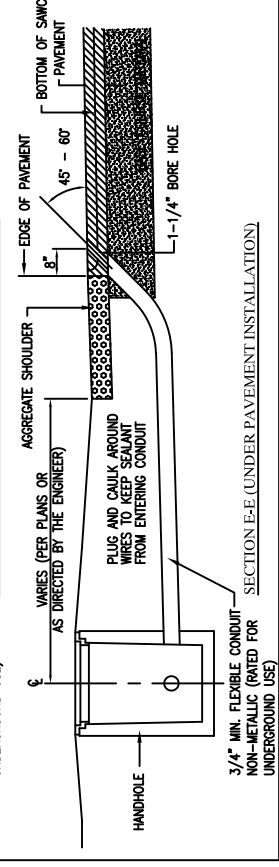 BOTTOM OF SAWC
PAVEMENT
EDGE OF PAVEMENT
45° - 60°
8"
1-1/4" BORE HOLE
AGGREGATE SHOULDER
VARIES (PER PLANS OR
AS DIRECTED BY THE ENGINEER)
PLUG AND CAULK AROUND
WIRES TO KEEP SEALANT
FROM ENTERING CONDUIT
℄
HANDHOLE
3/4" MIN. FLEXIBLE CONDUIT
NON-METALLIC (RATED FOR
UNDERGROUND USE)
SECTION E-E (UNDER PAVEMENT INSTALLATION)